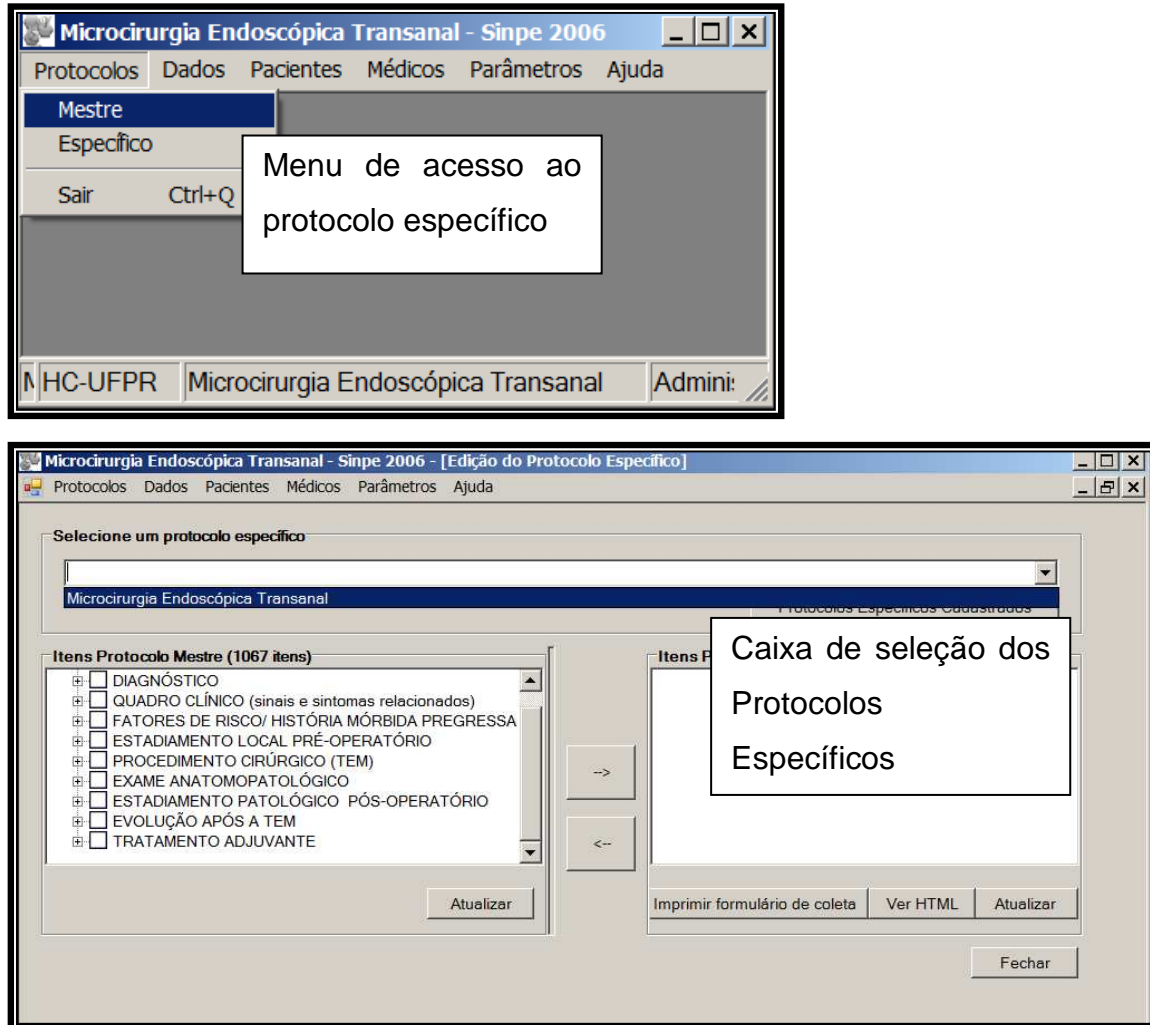 Microcirurgia Endoscópica Transanal - Sinpe 2006
Protocolos Dados Pacientes Médicos Parâmetros Ajuda
Mestre
Específico
Sair Ctrl+Q
Menu de acesso ao
protocolo específico
HC-UFPR Microcirurgia Endoscópica Transanal
Microcirurgia Endoscópica Transanal - Sinpe 2006 - [Edição do Protocolo Específico]
Protocolos Dados Pacientes Médicos Parâmetros Ajuda
Selecione um protocolo específico
Microcirurgia Endoscópica Transanal
Protocolos Específicos Cadastrados
Itens Protocolo Mestre (1067 itens)
DIAGNÓSTICO
QUADRO CLÍNICO (sinais e sintomas relacionados)
FATORES DE RISCO/ HISTÓRIA MÓRBIDA PREGRESSA
ESTADIAMENTO LOCAL PRÉ-OPERATÓRIO
PROCEDIMENTO CIRÚRGICO (TEM)
EXAME ANATOMOPATOLÓGICO
ESTADIAMENTO PATOLÓGICO PÓS-OPERATÓRIO
EVOLUÇÃO APÓS A TEM
TRATAMENTO ADJUVANTE
Atualizar
-->
<--
Itens
Caixa de seleção dos
Protocolos
Específicos
Imprimir formulário de coleta Ver HTML Atualizar
Fechar